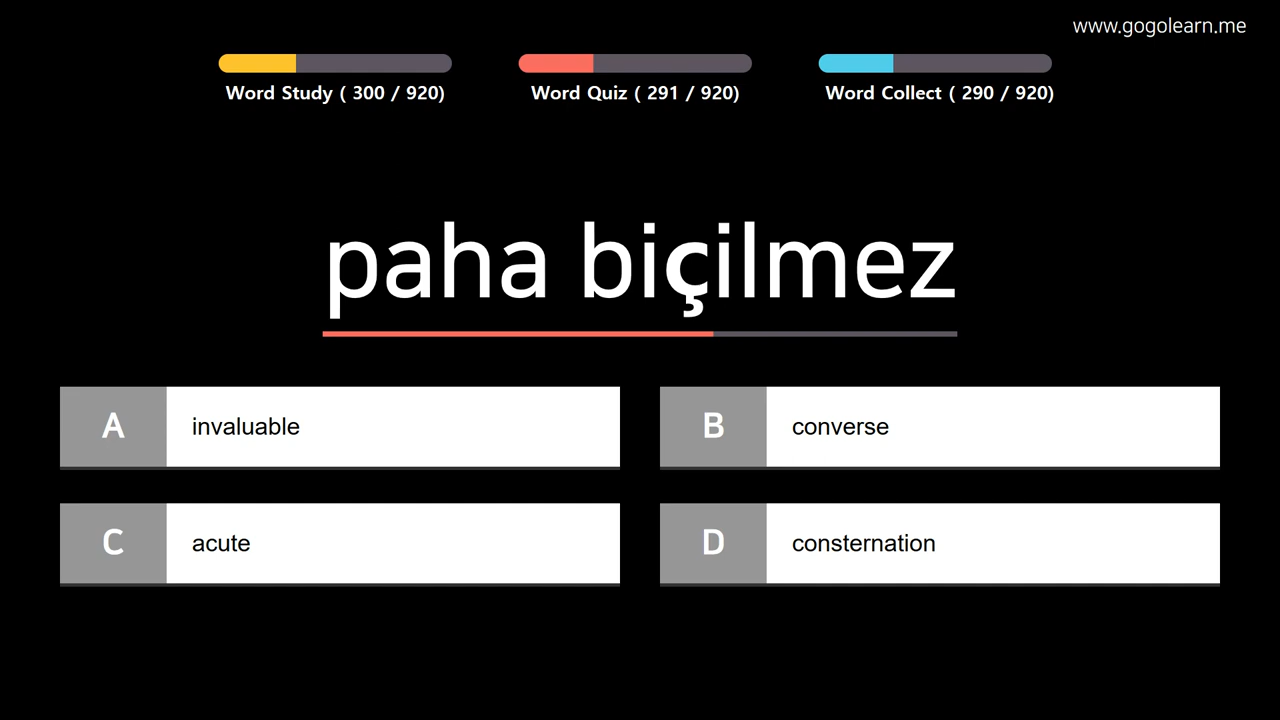 www.gogolearn.me
Word Study ( 300 / 920)
Word Quiz ( 291 / 920)
Word Collect ( 290 / 920)
paha biçilmez
A invaluable
B converse
C acute
D consternation